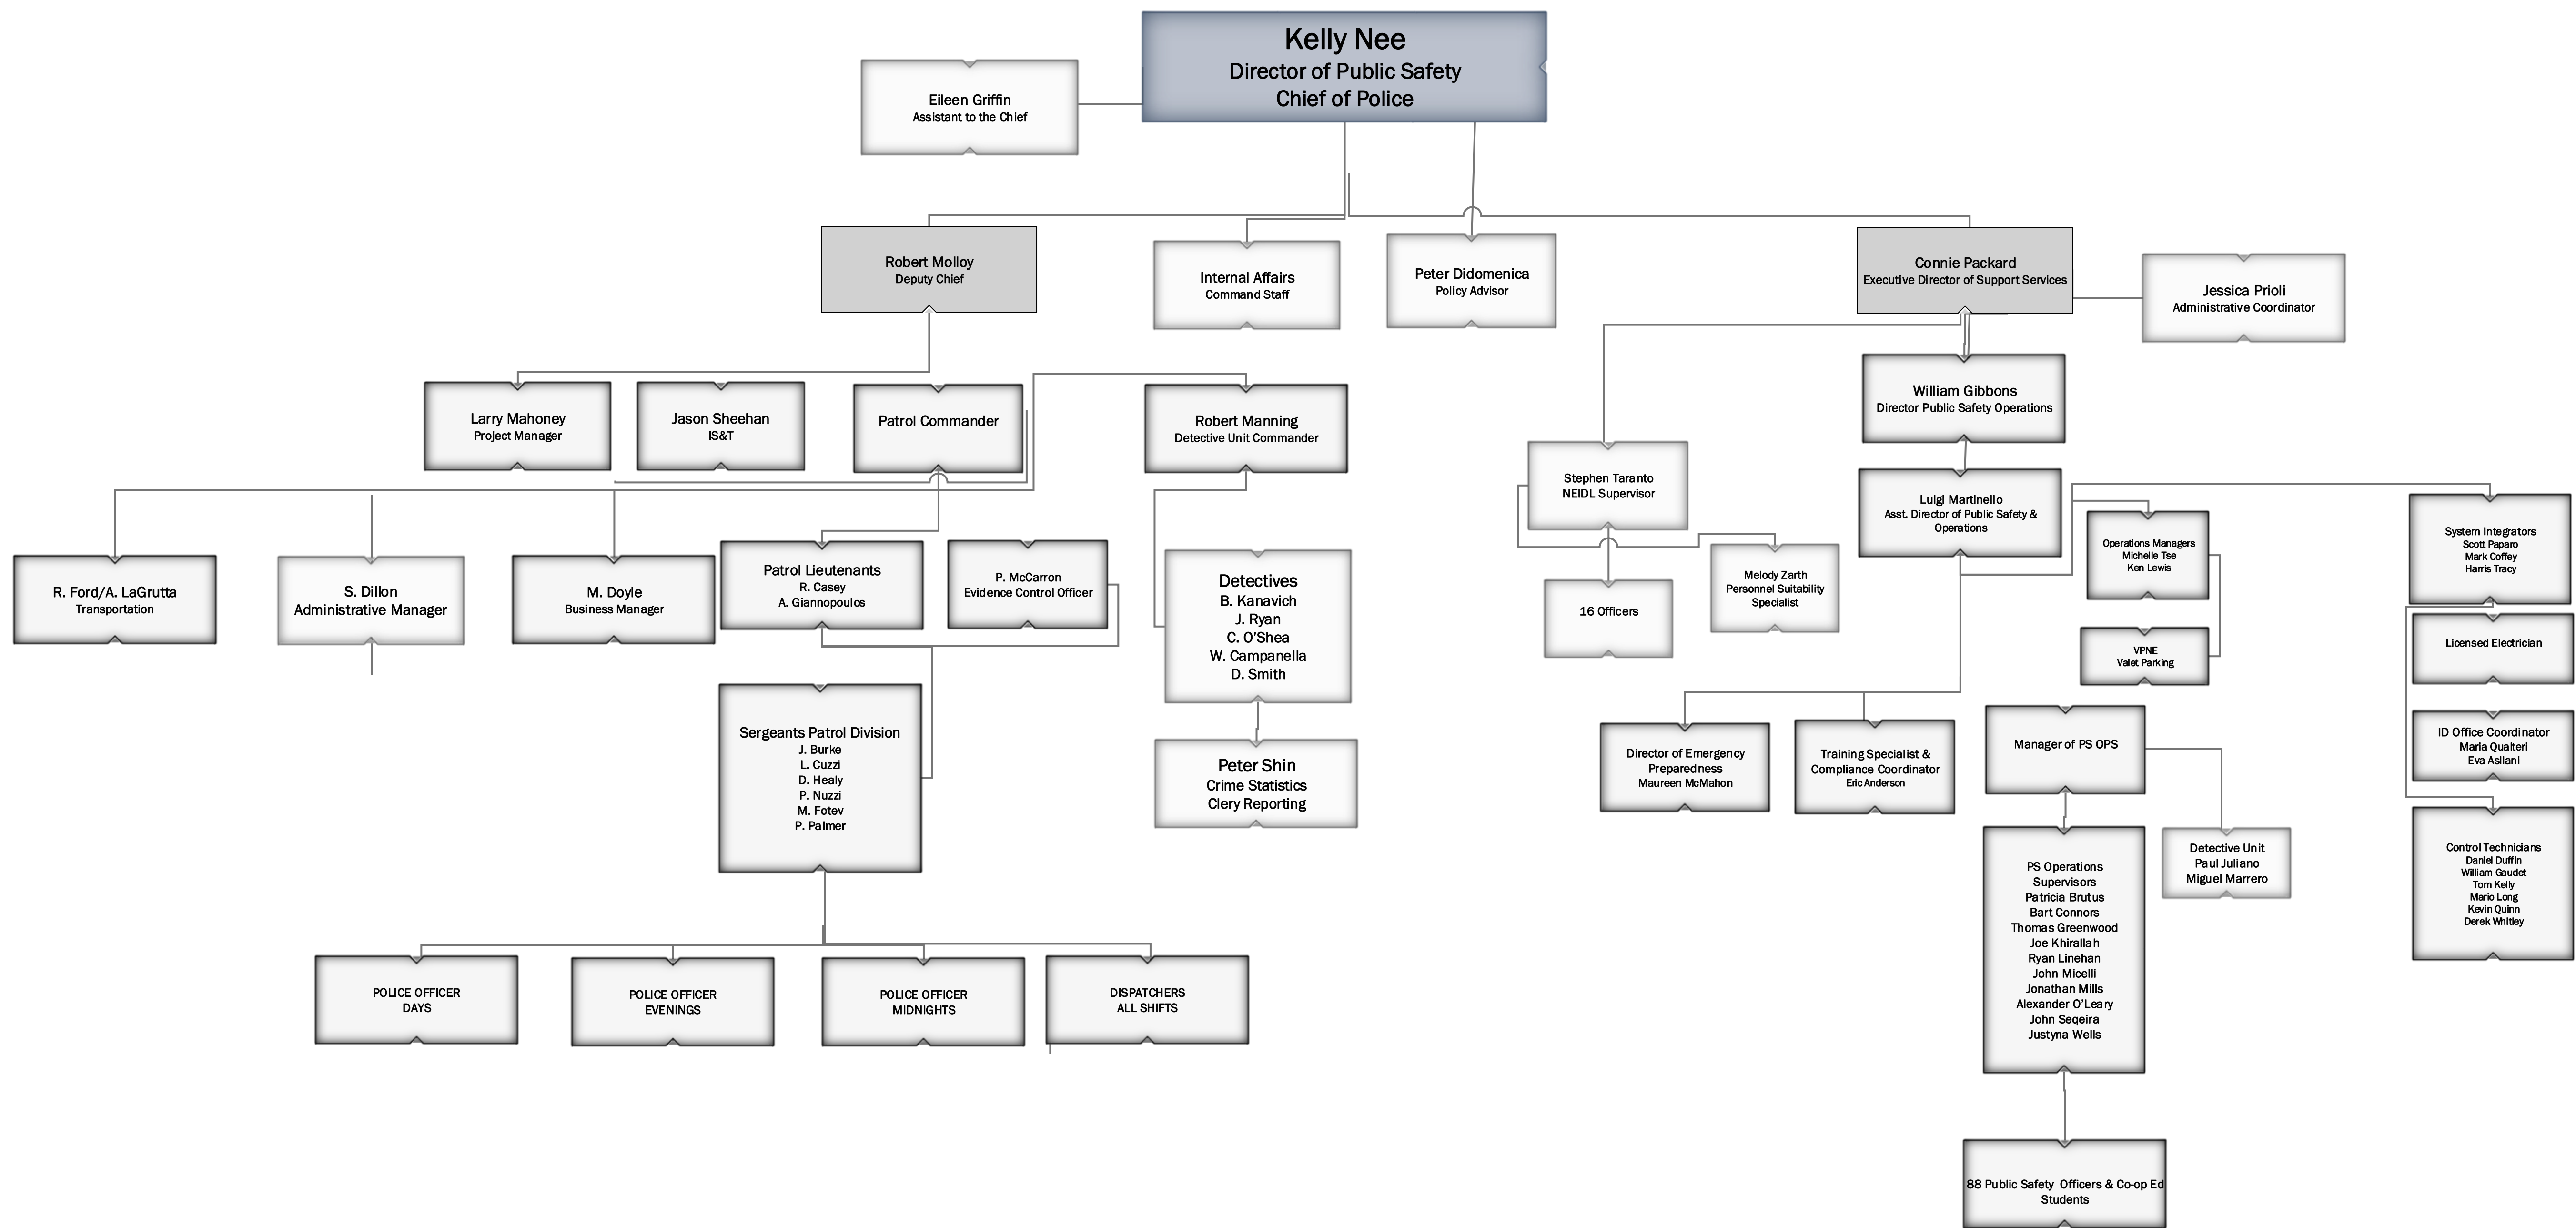 Kelly Nee
Director of Public Safety
Chief of Police
Eileen Griffin
Assistant to the Chief
Robert Molloy
Deputy Chief
Internal Affairs
Command Staff
Peter Didomenica
Policy Advisor
Connie Packard
Executive Director of Support Services
Jessica Prioli
Administrative Coordinator
Larry Mahoney
Project Manager
Jason Sheehan
IS&T
Patrol Commander
Robert Manning
Detective Unit Commander
William Gibbons
Director Public Safety Operations
Stephen Taranto
NEIDL Supervisor
Luigi Martinello
Asst. Director of Public Safety &
Operations
Operations Managers
Michelle Tse
Ken Lewis
System Integrators
Scott Paparo
Mark Coffey
Harris Tracy
R. Ford/A. LaGrutta
Transportation
S. Dillon
Administrative Manager
M. Doyle
Business Manager
Patrol Lieutenants
R. Casey
A. Giannopoulos
P. McCarron
Evidence Control Officer
Detectives
B. Kanavich
J. Ryan
C. O'Shea
W. Campanella
D. Smith
16 Officers
Melody Zarth
Personnel Suitability
Specialist
VPNE
Valet Parking
Licensed Electrician
Sergeants Patrol Division
J. Burke
L. Cuzzi
D. Healy
P. Nuzzi
M. Fotev
P. Palmer
Peter Shin
Crime Statistics
Clery Reporting
Director of Emergency
Preparedness
Maureen McMahon
Training Specialist &
Compliance Coordinator
Eric Anderson
Manager of PS OPS
ID Office Coordinator
Maria Qualteri
Eva Asllani
PS Operations
Supervisors
Patricia Brutus
Bart Connors
Thomas Greenwood
Joe Khirallah
Ryan Linehan
John Micelli
Jonathan Mills
Alexander O'Leary
John Seqeira
Justyna Wells
Detective Unit
Paul Juliano
Miguel Marrero
Control Technicians
Daniel Duffin
William Gaudet
Tom Kelly
Mario Long
Kevin Quinn
Derek Whitley
POLICE OFFICER
DAYS
POLICE OFFICER
EVENINGS
POLICE OFFICER
MIDNIGHTS
DISPATCHERS
ALL SHIFTS
88 Public Safety Officers & Co-op Ed
Students